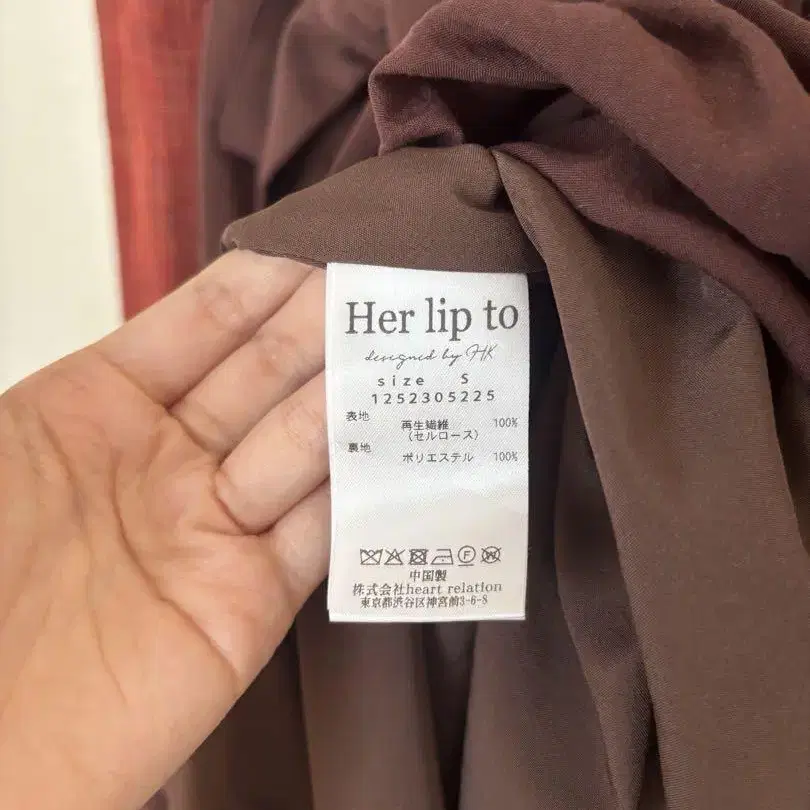 Her lip to
designed by HK
size S
1252305225
表地
再生繊維 100%
（セルロース）
裏地
ポリエステル 100%
中国製
株式会社heart relation
東京都渋谷区神宮前3-6-8